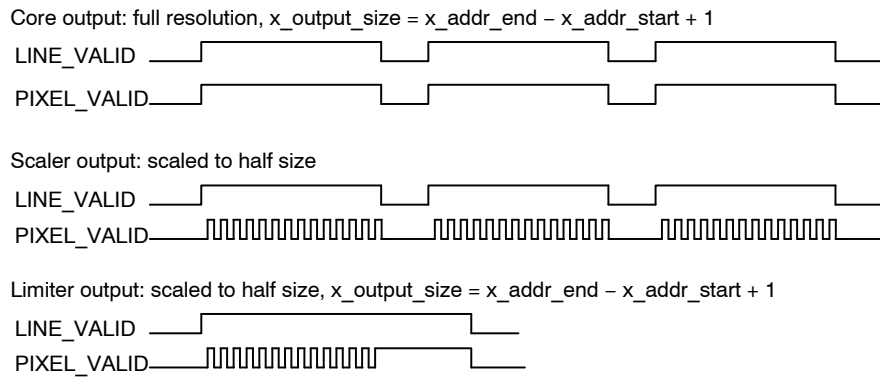 Core output: full resolution, x_output_size = x_addr_end − x_addr_start + 1
LINE_VALID
PIXEL_VALID
Scaler output: scaled to half size
LINE_VALID
PIXEL_VALID
Limiter output: scaled to half size, x_output_size = x_addr_end − x_addr_start + 1
LINE_VALID
PIXEL_VALID